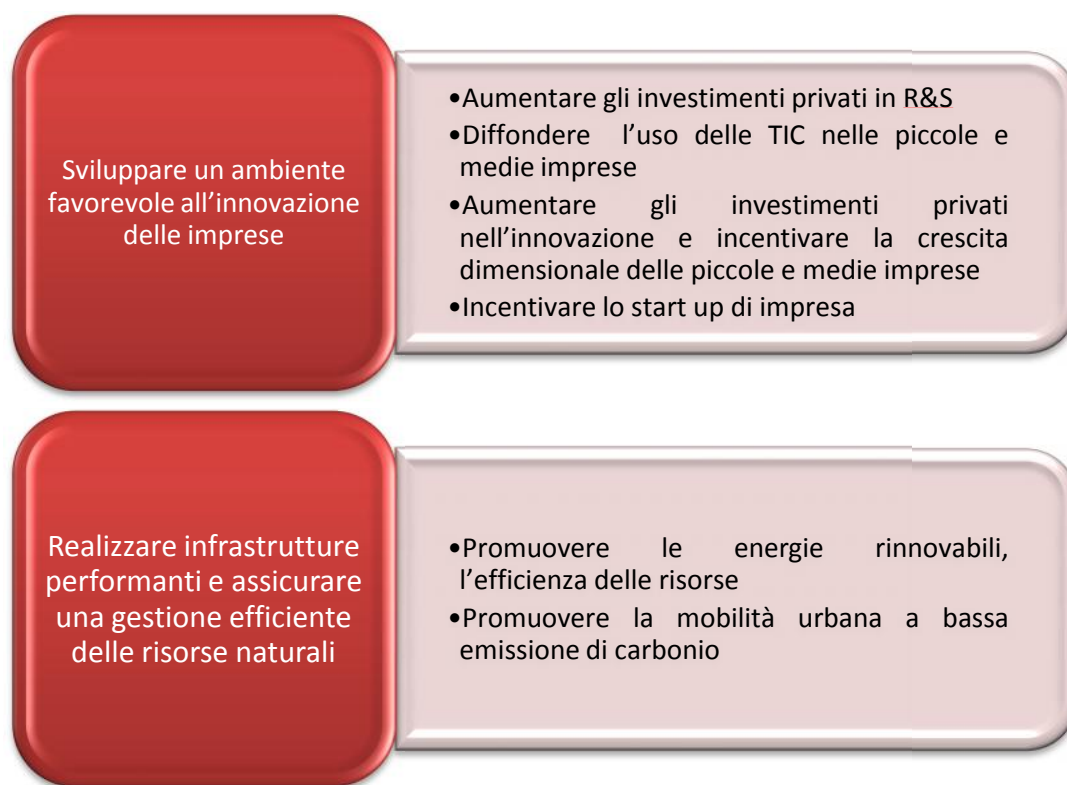 Sviluppare un ambiente
favorevole all’innovazione
delle imprese
•Aumentare gli investimenti privati in R&S
•Diffondere l’uso delle TIC nelle piccole e
medie imprese
•Aumentare gli investimenti privati
nell’innovazione e incentivare la crescita
dimensionale delle piccole e medie imprese
•Incentivare lo start up di impresa
Realizzare infrastrutture
performanti e assicurare
una gestione efficiente
delle risorse naturali
•Promuovere le energie rinnovabili,
l’efficienza delle risorse
•Promuovere la mobilità urbana a bassa
emissione di carbonio